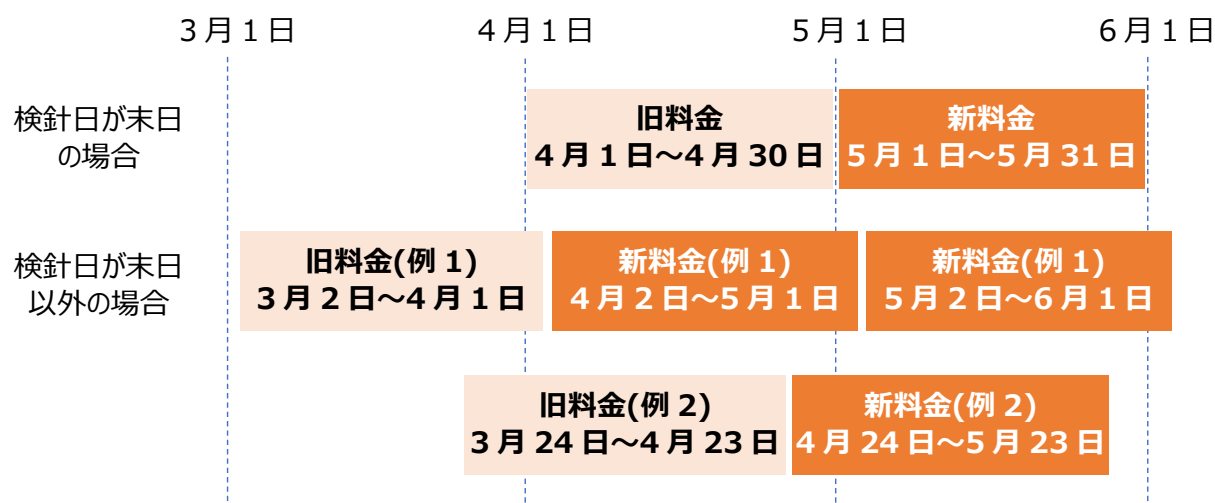 ３月１日
４月１日
５月１日
６月１日
検針日が末日
の場合
旧料金
４月１日～４月30日
新料金
５月１日～５月31日
検針日が末日
以外の場合
旧料金(例1)
３月２日～４月１日
新料金(例1)
４月２日～５月１日
新料金(例1)
５月２日～６月１日
旧料金(例2)
３月24日～４月23日
新料金(例2)
４月24日～５月23日